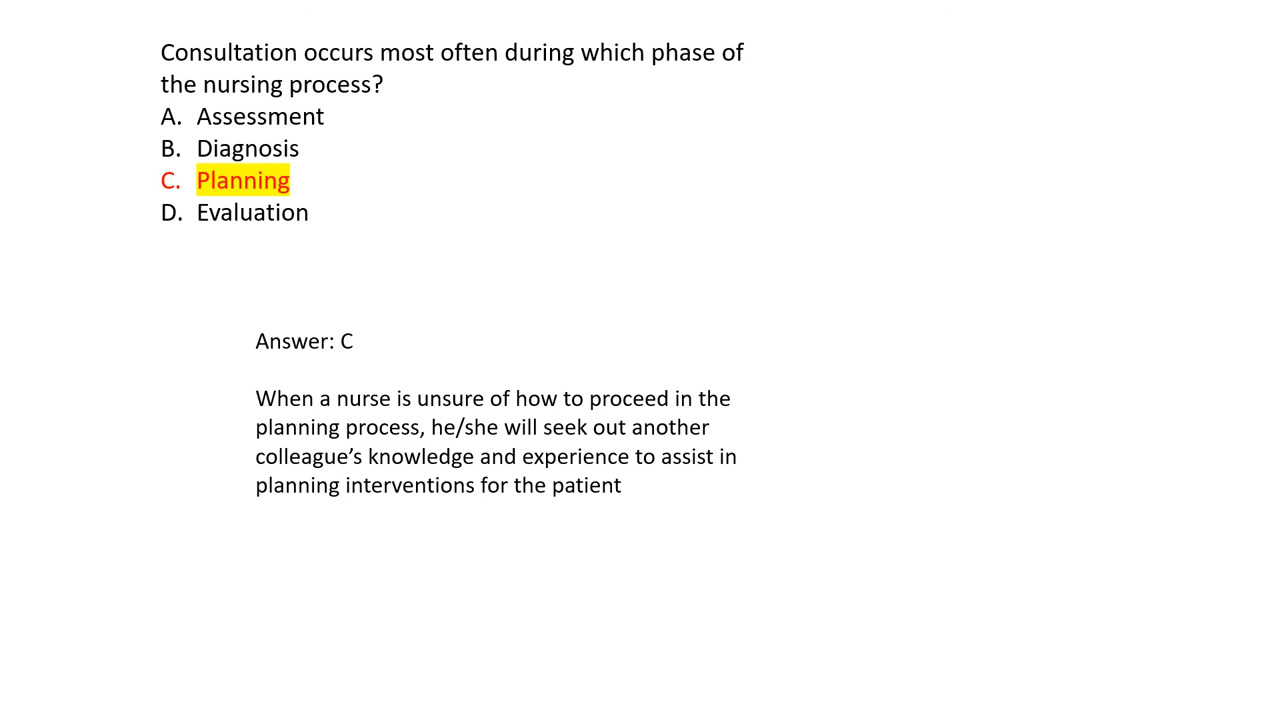 Consultation occurs most often during which phase of
the nursing process?
A. Assessment
B. Diagnosis
C. Planning
D. Evaluation
Answer: C
When a nurse is unsure of how to proceed in the
planning process, he/she will seek out another
colleague’s knowledge and experience to assist in
planning interventions for the patient